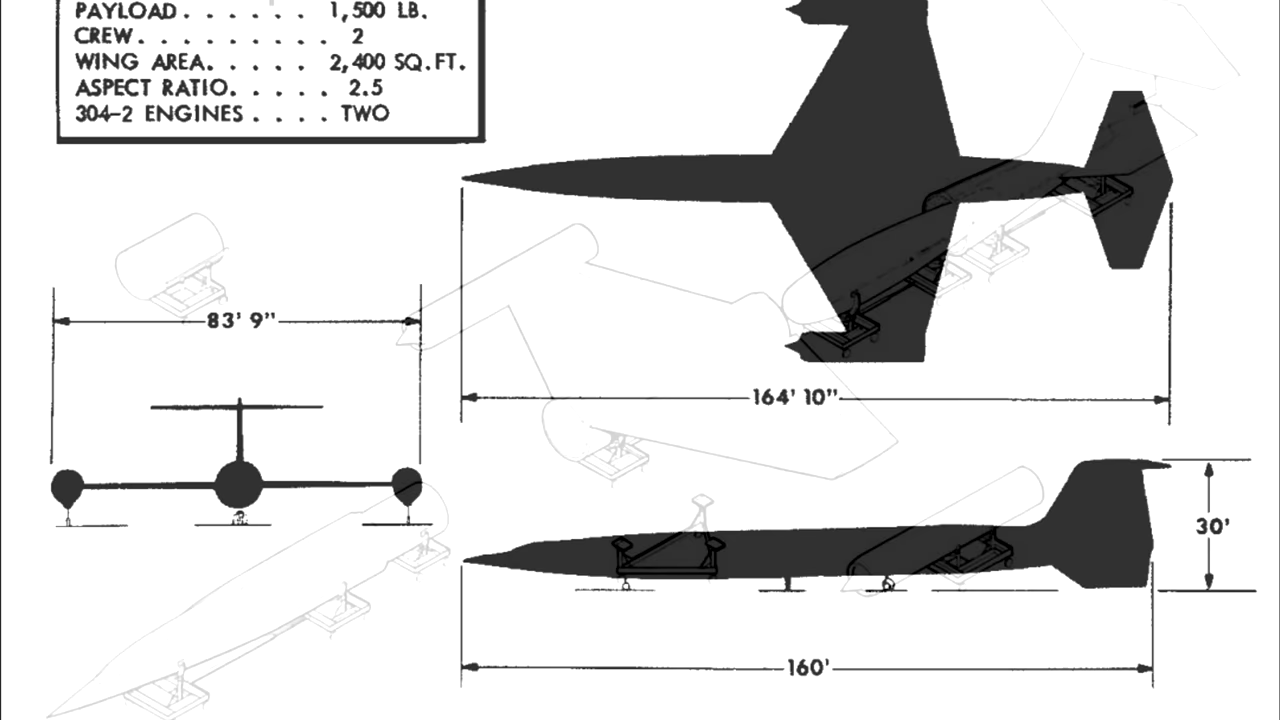 PAYLOAD . . . . . . 1,500 LB.
CREW . . . . . . . . . 2
WING AREA. . . . . 2,400 SQ. FT.
ASPECT RATIO. . . . . 2.5
304-2 ENGINES . . . . TWO
83' 9"
164' 10"
30'
160'